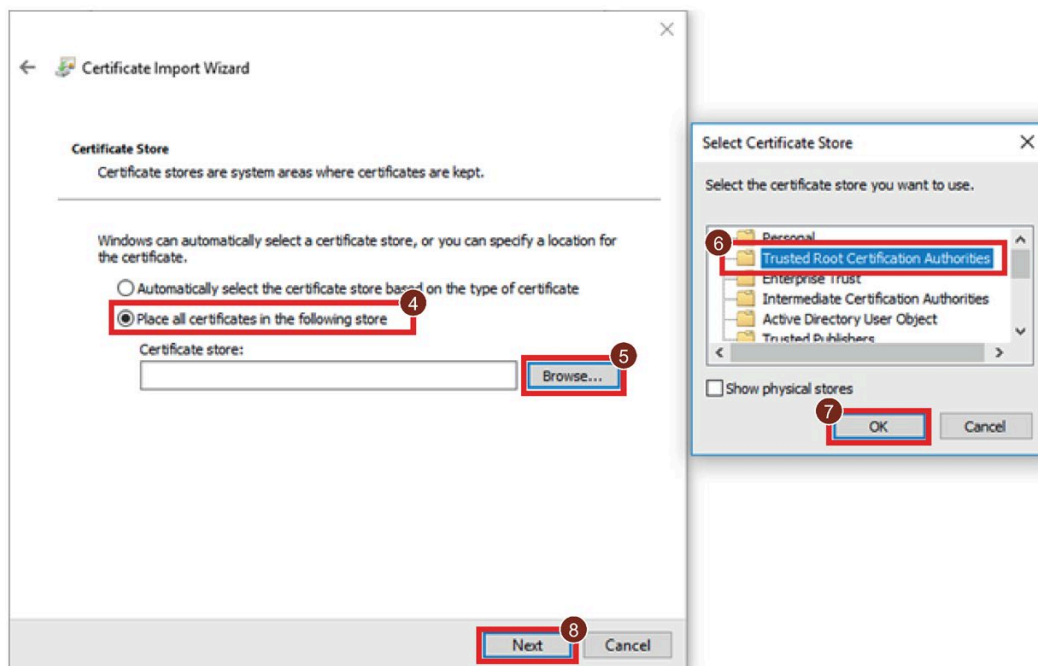 Certificate Import Wizard
Certificate Store
Certificate stores are system areas where certificates are kept.
Windows can automatically select a certificate store, or you can specify a location for
the certificate.
Automatically select the certificate store based on the type of certificate
4
Place all certificates in the following store
Certificate store:
5
Browse...
8
Next
Cancel
Select Certificate Store
Select the certificate store you want to use.
Personal
6
Trusted Root Certification Authorities
Enterprise Trust
Intermediate Certification Authorities
Active Directory User Object
Trusted Publishers
Show physical stores
7
OK
Cancel